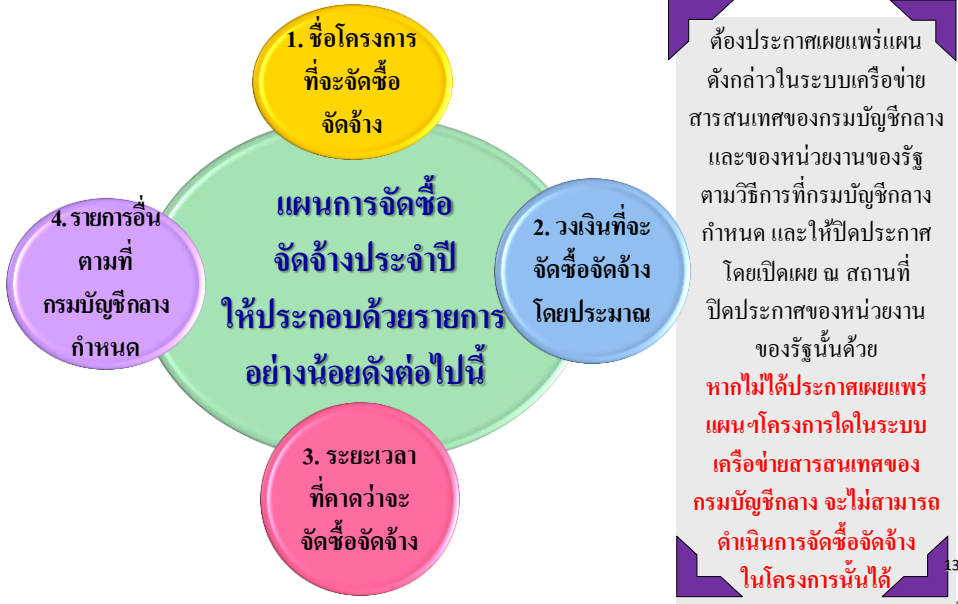 1. ชื่อโครงการ
ที่จะจัดซื้อ
จัดจ้าง
แผนการจัดซื้อ
จัดจ้างประจำปี
ให้ประกอบด้วยรายการ
อย่างน้อยดังต่อไปนี้
2. วงเงินที่จะ
จัดซื้อจัดจ้าง
โดยประมาณ
3. ระยะเวลา
ที่คาดว่าจะ
จัดซื้อจัดจ้าง
4. รายการอื่น
ตามที่
กรมบัญชีกลาง
กำหนด
ต้องประกาศเผยแพร่แผน
ดังกล่าวในระบบเครือข่าย
สารสนเทศของกรมบัญชีกลาง
และของหน่วยงานของรัฐ
ตามวิธีการที่กรมบัญชีกลาง
กำหนด และให้ปิดประกาศ
โดยเปิดเผย ณ สถานที่
ปิดประกาศของหน่วยงาน
ของรัฐนั้นด้วย
หากไม่ได้ประกาศเผยแพร่
แผนฯโครงการใดในระบบ
เครือข่ายสารสนเทศของ
กรมบัญชีกลาง จะไม่สามารถ
ดำเนินการจัดซื้อจัดจ้าง
ในโครงการนั้นได้
13